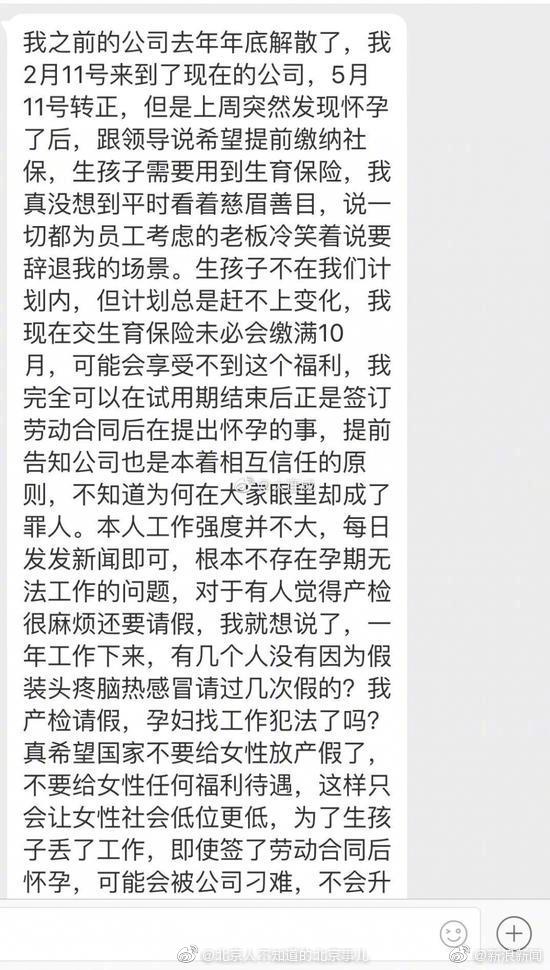 我之前的公司去年年底解散了，我
2月11号来到了现在的公司，5月
11号转正，但是上周突然发现怀孕
了后，跟领导说希望提前缴纳社
保，生孩子需要用到生育保险，我
真没想到平时看着慈眉善目，说一
切都为员工考虑的老板冷笑着说要
辞退我的场景。生孩子不在我们计
划内，但计划总是赶不上变化，我
现在交生育保险未必会缴满10
月，可能会享受不到这个福利，我
完全可以在试用期结束后正是签订
劳动合同后在提出怀孕的事，提前
告知公司也是本着相互信任的原
则，不知道为何在大家眼里却成了
罪人。本人工作强度并不大，每日
发发新闻即可，根本不存在孕期无
法工作的问题，对于有人觉得产检
很麻烦还要请假，我就想说了，一
年工作下来，有几个人没有因为假
装头疼脑热感冒请过几次假的？我
产检请假，孕妇找工作犯法了吗？
真希望国家不要给女性放产假了，
不要给女性任何福利待遇，这样只
会让女性社会低位更低，为了生孩
子丢了工作，即使签了劳动合同后
怀孕，可能会被公司刁难，不会升
@北京人不知道的北京事儿
@新浪新闻